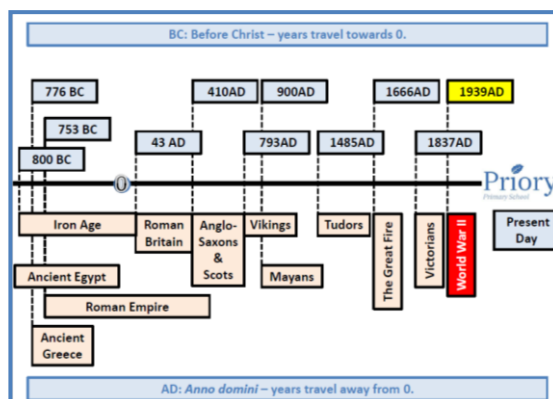 BC: Before Christ – years travel towards 0.
776 BC
410AD
900AD
1666AD
1939AD
753 BC
43 AD
793AD
1485AD
1837AD
800 BC
0
Priory
Primary School
Iron Age
Roman
Britain
Anglo-
Saxons
&
Scots
Vikings
Tudors
The Great Fire
Victorians
World War II
Present
Day
Ancient Egypt
Mayans
Roman Empire
Ancient
Greece
AD: Anno domini – years travel away from 0.